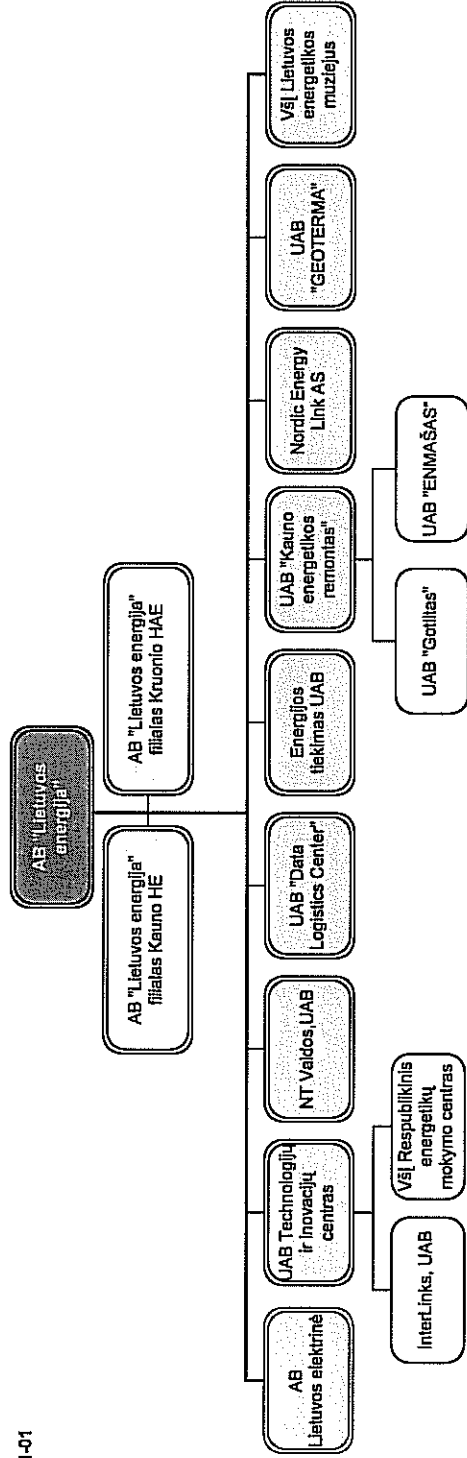 I-01
AB "Lietuvos
energija"
AB "Lietuvos energija"
filialas Kauno HE
AB "Lietuvos energija"
filialas Kruonio HAE
AB
Lietuvos elektrinė
UAB Technologijų
ir inovacijų
centras
NT Valdos,UAB
UAB "Data
Logistics Center"
Energijos
tiekimas UAB
UAB "Kauno
energetikos
remontas"
Nordic Energy
Link AS
UAB
"GEOTERMA"
VšĮ Lietuvos
energetikos
muziejus
InterLinks, UAB
VšĮ Respublikinis
energetikų
mokymo centras
UAB "Gotlitas"
UAB "ENMAŠAS"